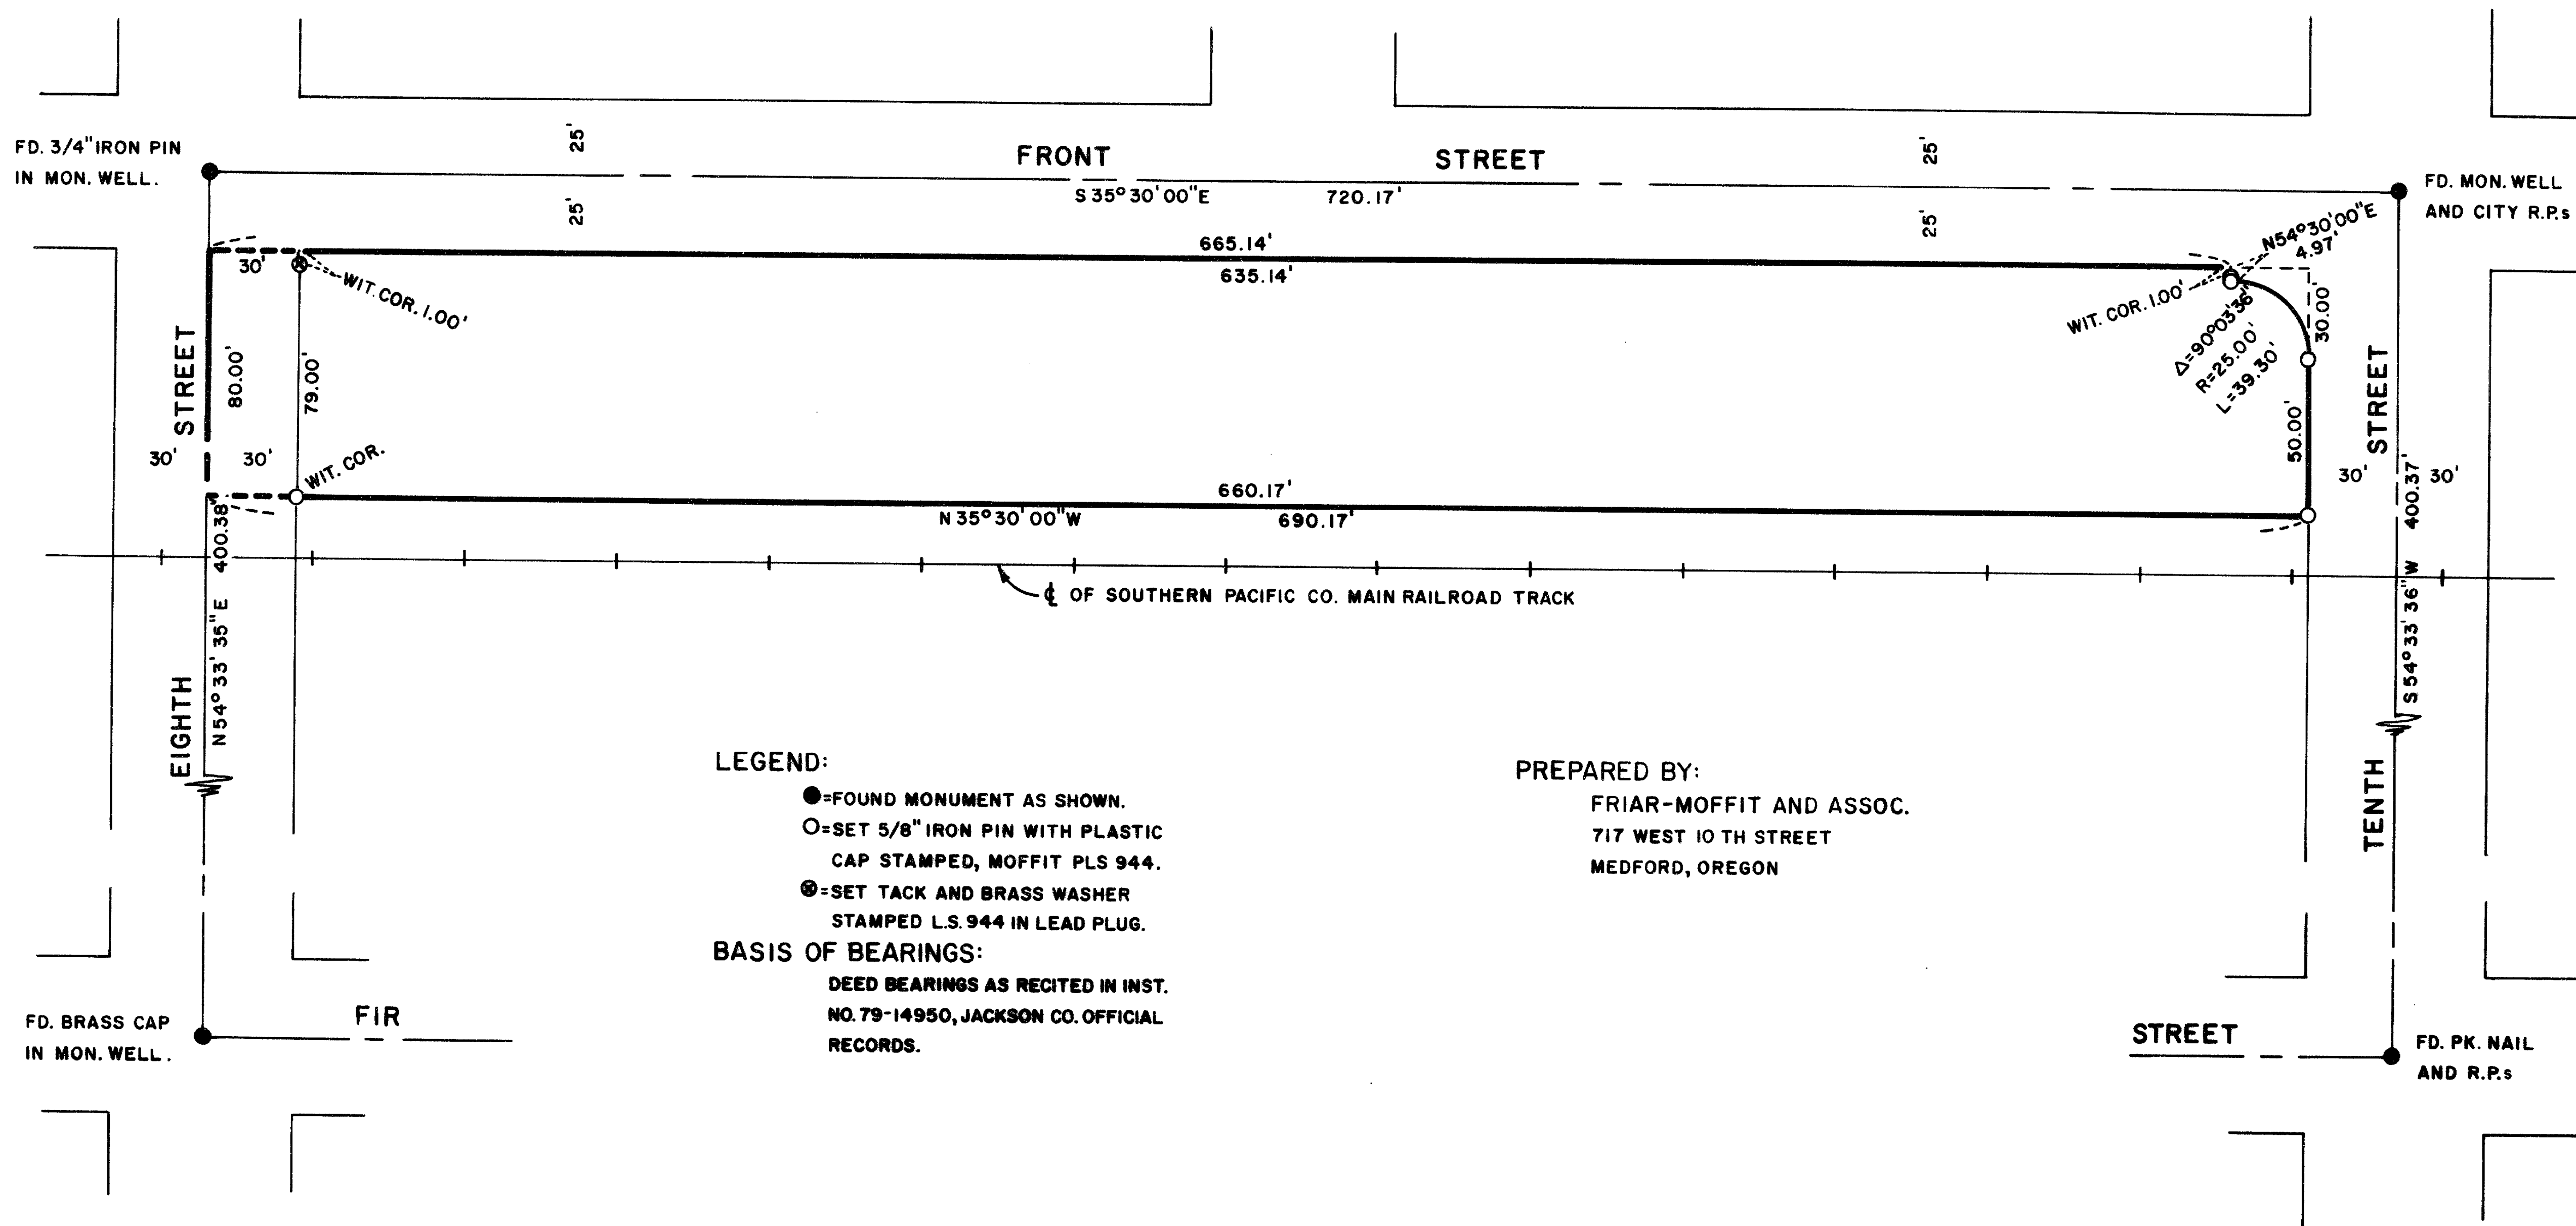 FD. 3/4" IRON PIN
IN MON. WELL.
25'
25'
FRONT STREET
S 35° 30' 00" E 720.17'
25'
25'
FD. MON. WELL
AND CITY R.P.s
N54°30'00"E
4.97'
30'
665.14'
635.14'
WIT. COR. 1.00'
WIT. COR. 1.00'
Δ=90°03'36"
R=25.00'
L=39.30'
30.00'
80.00'
79.00'
50.00'
30'
30'
WIT. COR.
30'
30'
660.17'
N 35° 30' 00" W 690.17'
EIGHTH STREET
N54° 33' 35" E 400.38'
TENTH STREET
S 54° 33' 36" W 400.37'
℄ OF SOUTHERN PACIFIC CO. MAIN RAILROAD TRACK
LEGEND:
=FOUND MONUMENT AS SHOWN.
=SET 5/8" IRON PIN WITH PLASTIC
CAP STAMPED, MOFFIT PLS 944.
=SET TACK AND BRASS WASHER
STAMPED L.S. 944 IN LEAD PLUG.
BASIS OF BEARINGS:
DEED BEARINGS AS RECITED IN INST.
NO. 79-14950, JACKSON CO. OFFICIAL
RECORDS.
PREPARED BY:
FRIAR-MOFFIT AND ASSOC.
717 WEST 10 TH STREET
MEDFORD, OREGON
FD. BRASS CAP
IN MON. WELL.
FIR STREET
FD. PK. NAIL
AND R.P.s